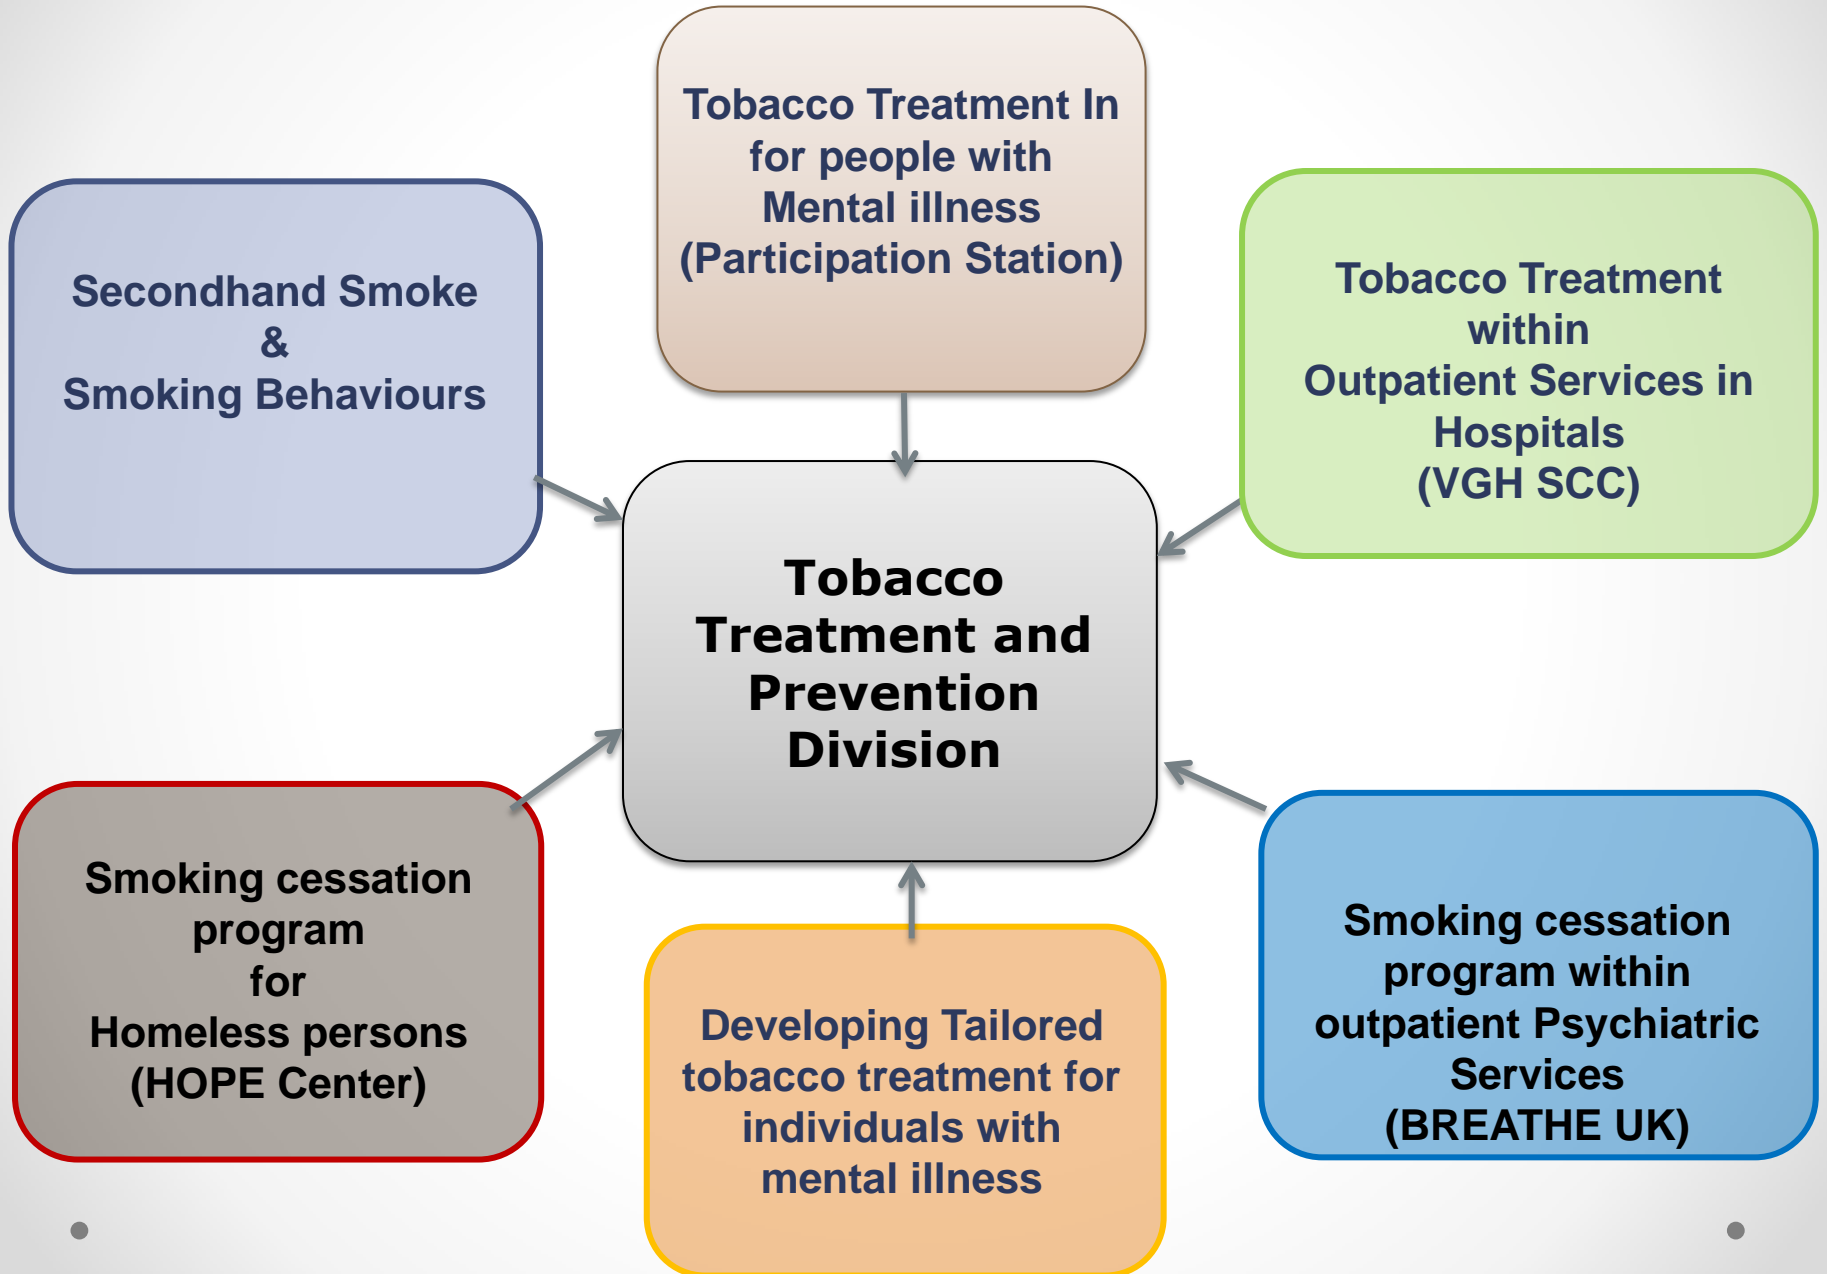 Tobacco Treatment In
for people with
Mental illness
(Participation Station)
Secondhand Smoke
&
Smoking Behaviours
Tobacco Treatment
within
Outpatient Services in
Hospitals
(VGH SCC)
Tobacco
Treatment and
Prevention
Division
Smoking cessation
program
for
Homeless persons
(HOPE Center)
Developing Tailored
tobacco treatment for
individuals with
mental illness
Smoking cessation
program within
outpatient Psychiatric
Services
(BREATHE UK)